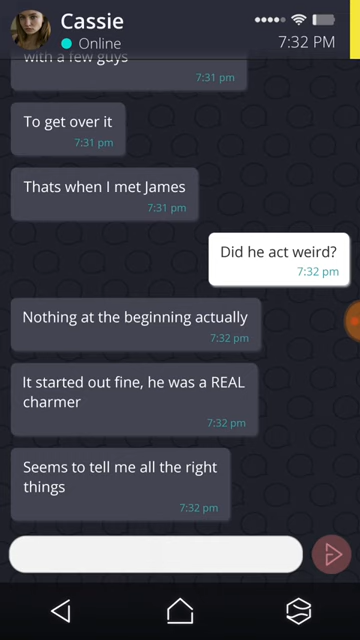 Cassie
Online
7:32 PM
with a few guys
7:31 pm
To get over it
7:31 pm
Thats when I met James
7:31 pm
Did he act weird?
7:32 pm
Nothing at the beginning actually
7:32 pm
It started out fine, he was a REAL
charmer
7:32 pm
Seems to tell me all the right
things
7:32 pm